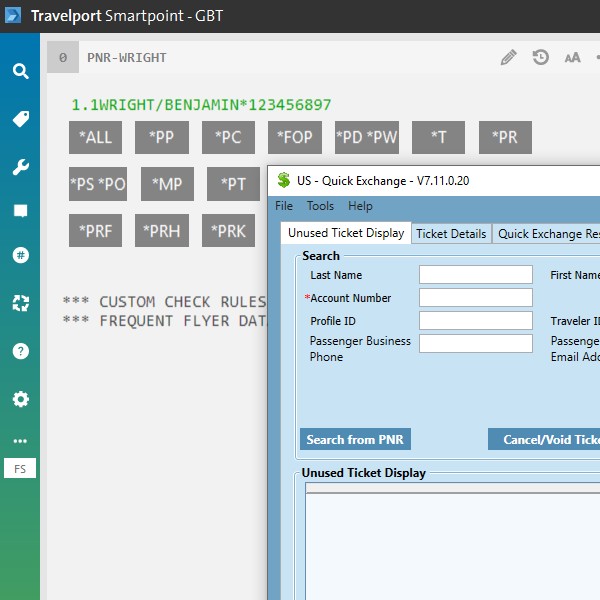 Travelport Smartpoint - GBT
0 PNR-WRIGHT AA
1.1WRIGHT/BENJAMIN*123456897
*ALL *PP *PC *FOP *PD *PW *T *PR
*PS *PO *MP *PT
*PRF *PRH *PRK
*** CUSTOM CHECK RULES
*** FREQUENT FLYER DAT
FS
US - Quick Exchange - V7.11.0.20
File Tools Help
Unused Ticket Display Ticket Details Quick Exchange Res
Search
Last Name First Name
*Account Number
Profile ID Traveler ID
Passenger Business Phone
Passenge
Email Add
Search from PNR Cancel/Void Ticke
Unused Ticket Display